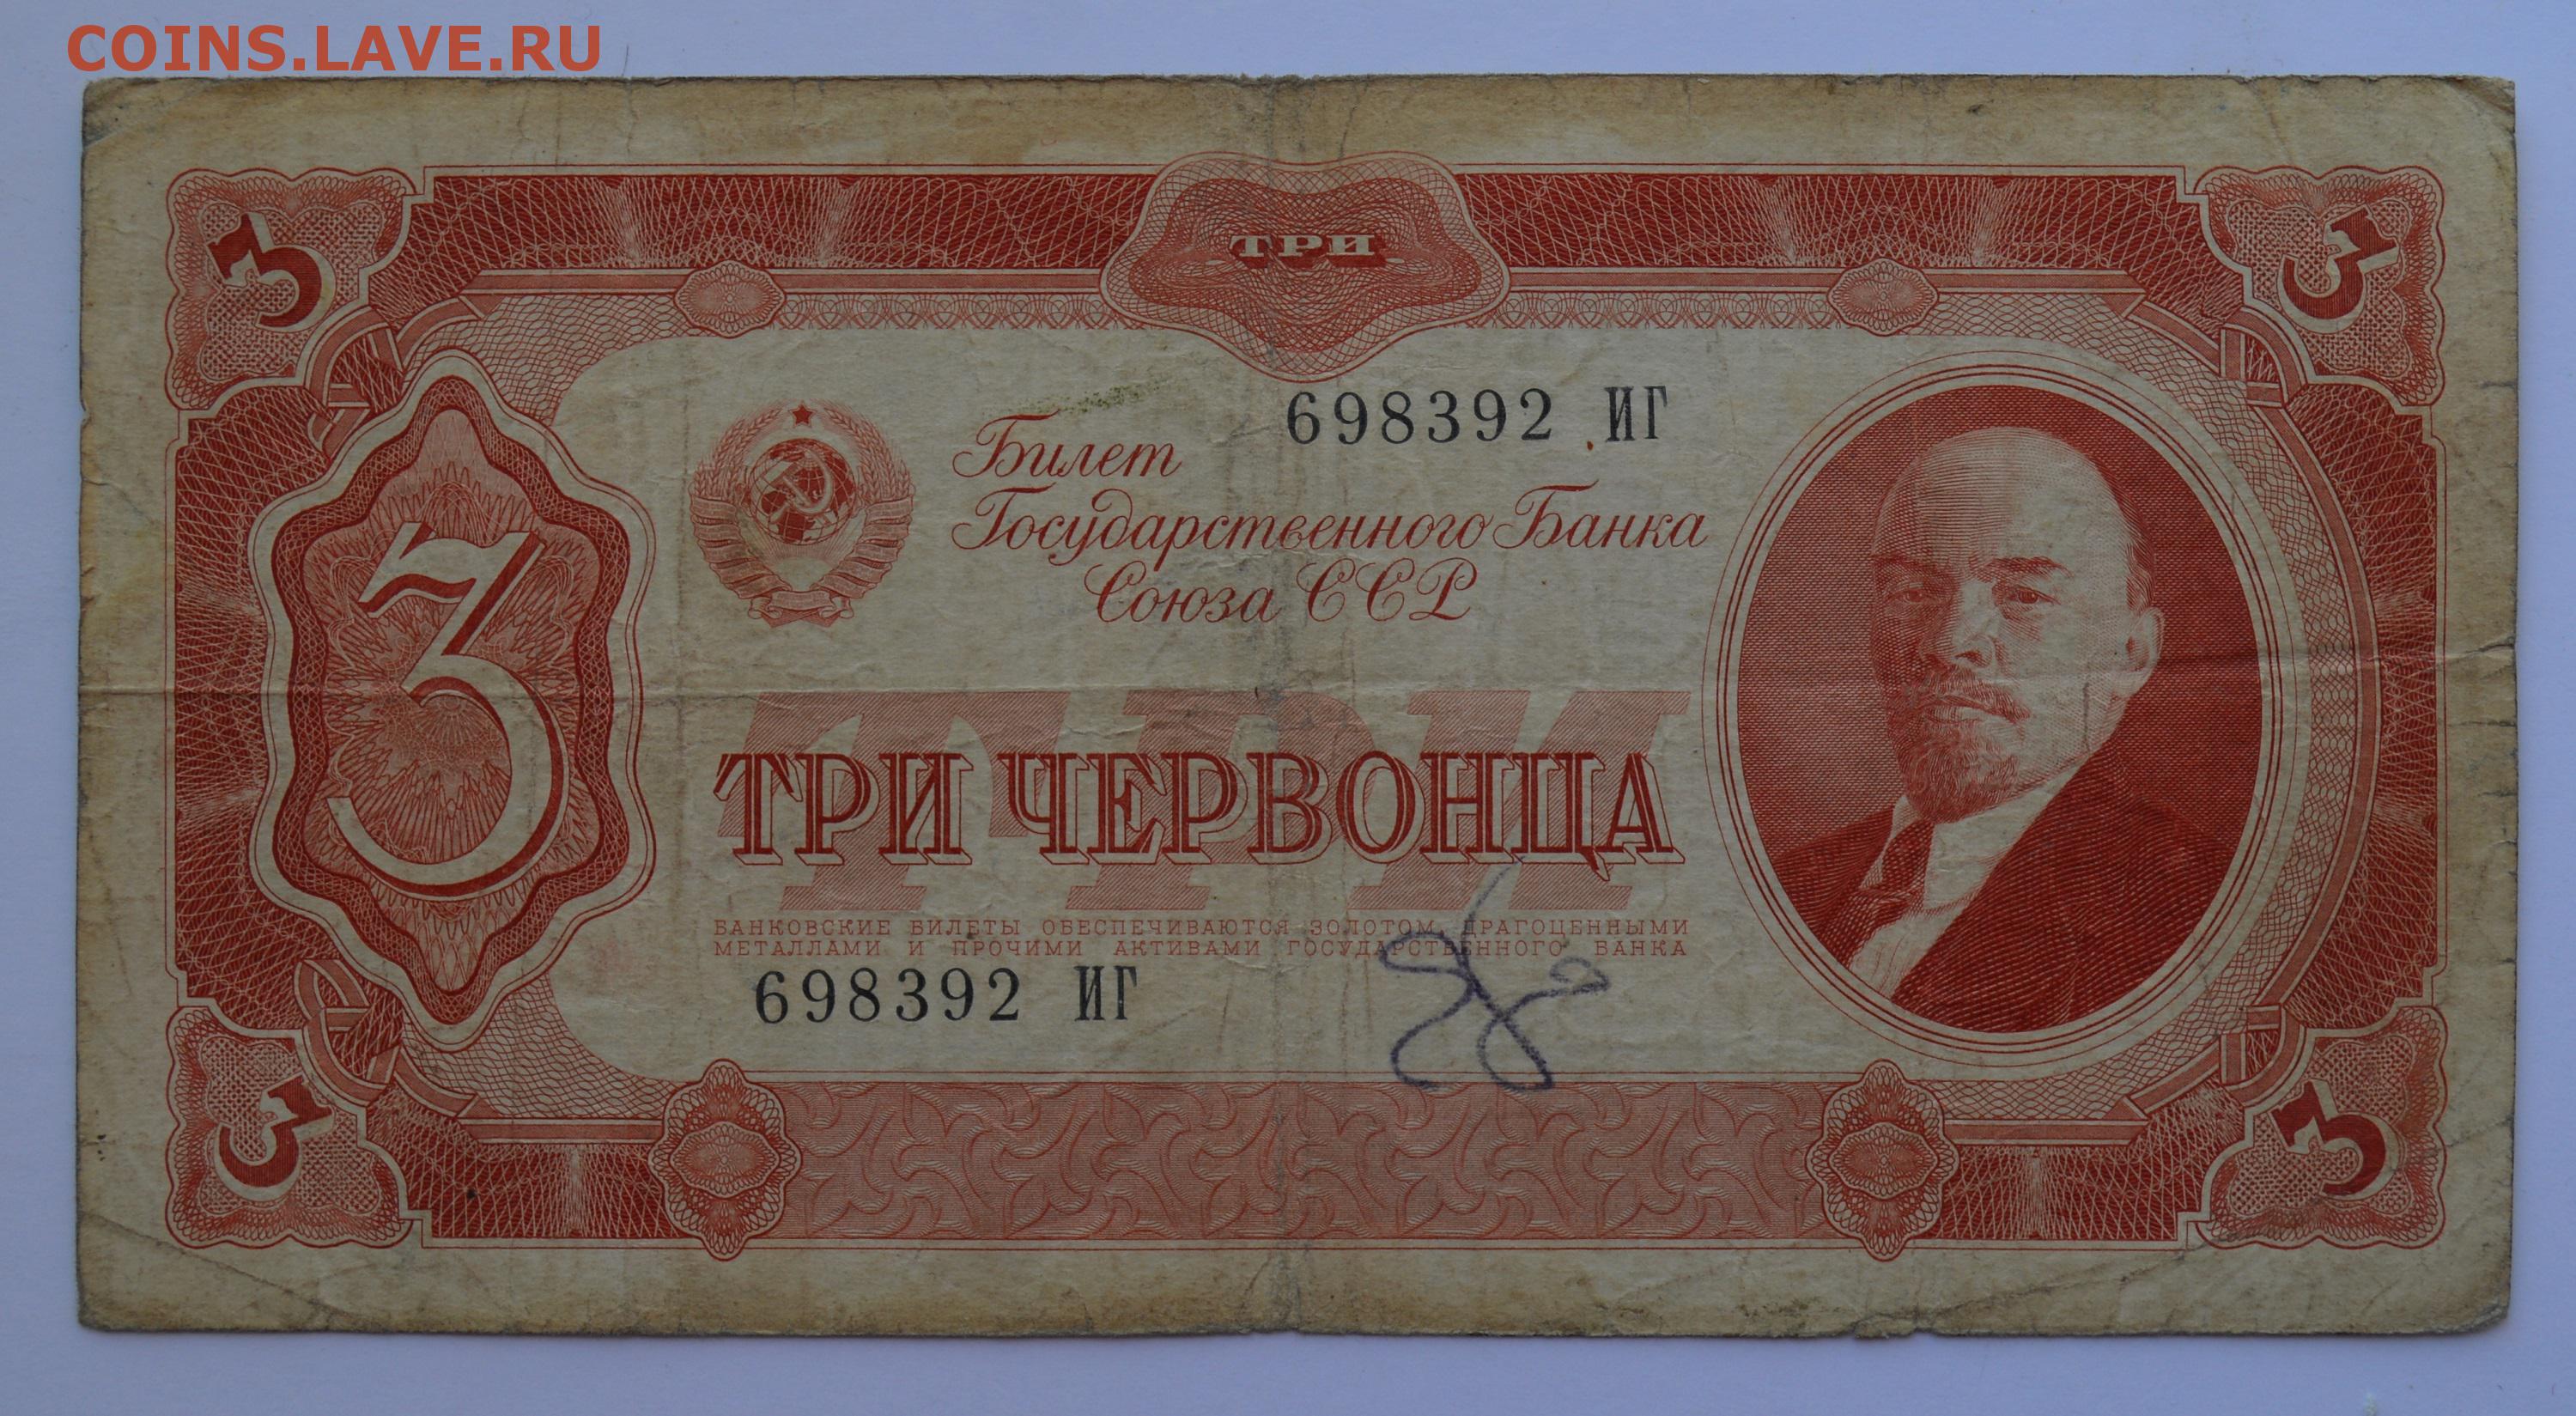 COINS.LAVE.RU
3
ТРИ
3
698392 ИГ
Билет
Государственного Банка
Союза ССР
3
ТРИ
ТРИ ЧЕРВОНЦА
БАНКОВСКИЕ БИЛЕТЫ ОБЕСПЕЧИВАЮТСЯ ЗОЛОТОМ, ДРАГОЦЕННЫМИ
МЕТАЛЛАМИ И ПРОЧИМИ АКТИВАМИ ГОСУДАРСТВЕННОГО БАНКА
698392 ИГ
3
3